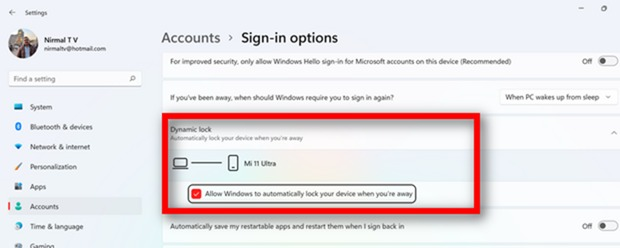 Settings
Nirmal T V
nirmaltv@hotmail.com
Find a setting
System
Bluetooth & devices
Network & internet
Personalization
Apps
Accounts
Time & language
Gaming
Accounts > Sign-in options
For improved security, only allow Windows Hello sign-in for Microsoft accounts on this device (Recommended)
Off
If you've been away, when should Windows require you to sign in again?
When PC wakes up from sleep
Dynamic lock
Automatically lock your device when you're away
Mi 11 Ultra
Allow Windows to automatically lock your device when you're away
Automatically save my restartable apps and restart them when I sign back in
Off